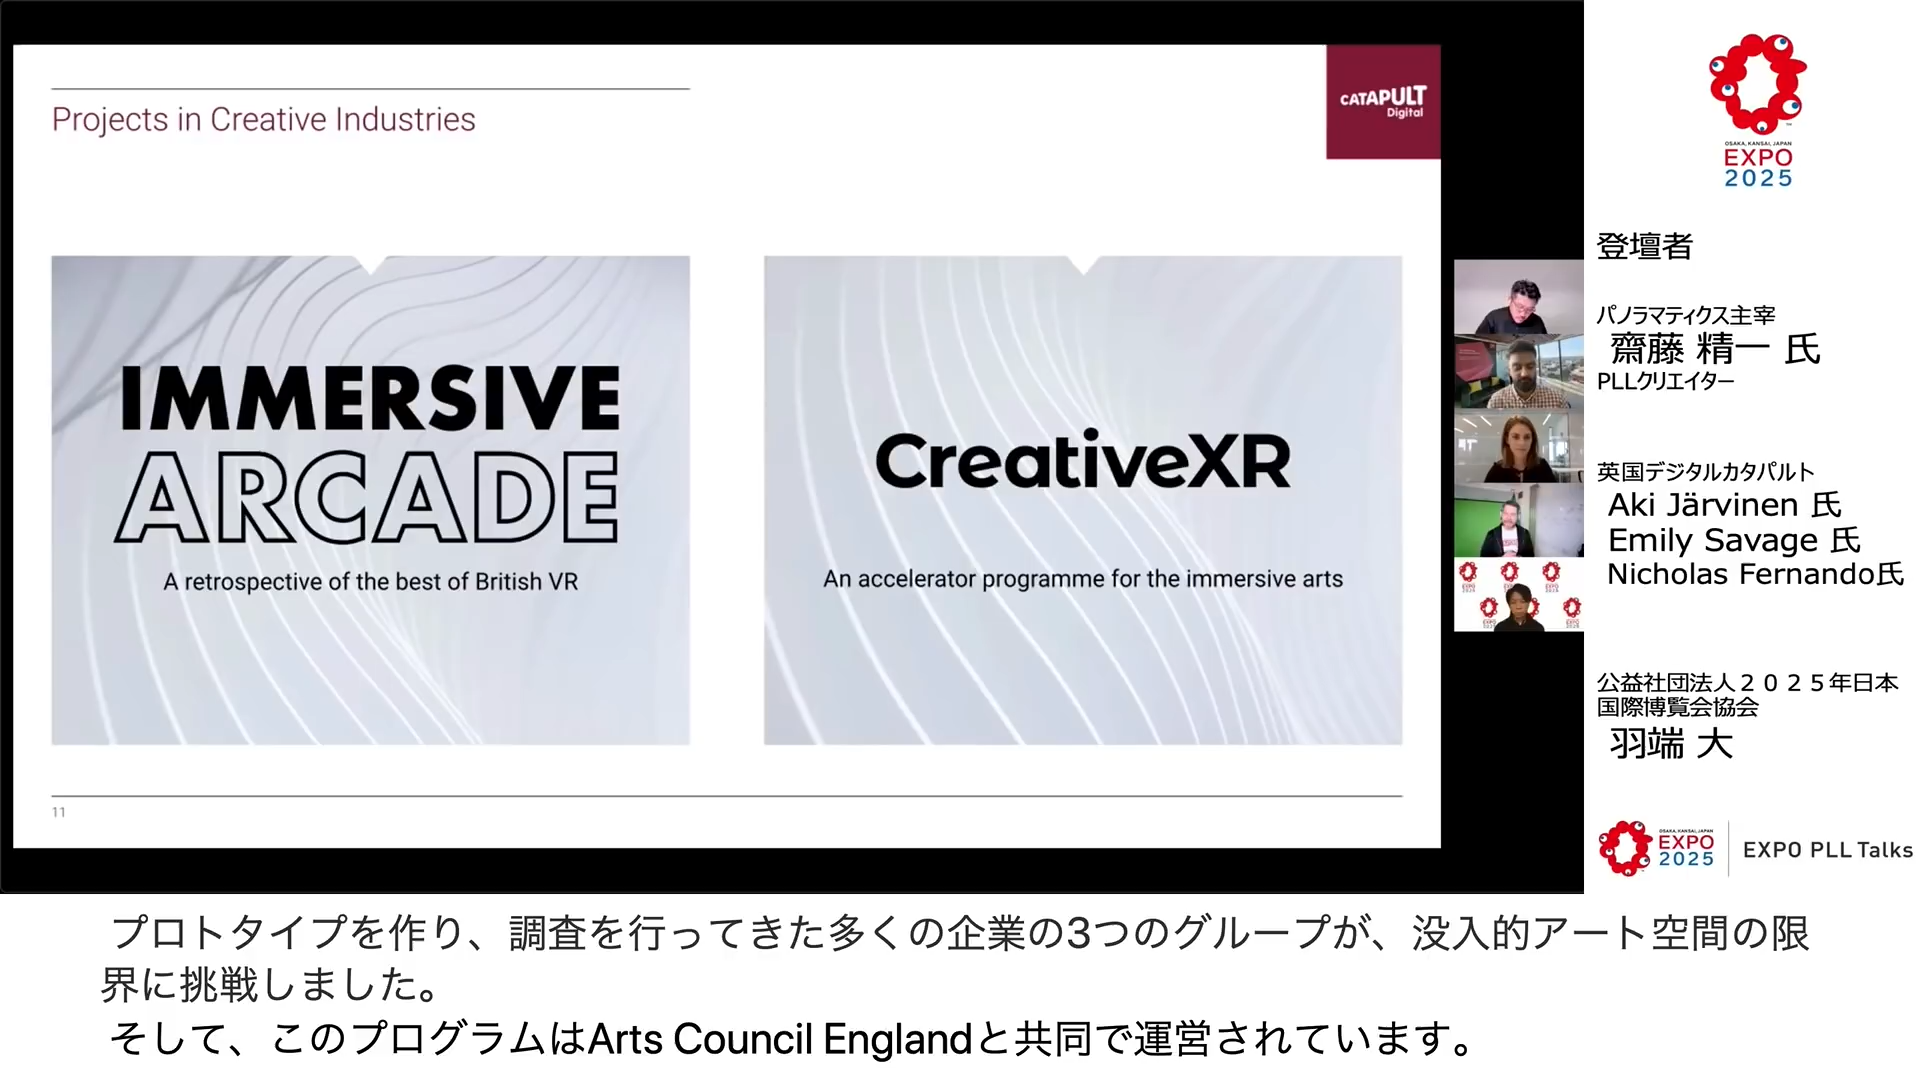 Projects in Creative Industries
CATAPULT
Digital
IMMERSIVE
ARCADE
A retrospective of the best of British VR
CreativeXR
An accelerator programme for the immersive arts
11
OSAKA, KANSAI, JAPAN
EXPO
2025
登壇者
パノラマティクス主宰
齋藤 精一 氏
PLLクリエイター
英国デジタルカタパルト
Aki Järvinen 氏
Emily Savage 氏
Nicholas Fernando氏
公益社団法人２０２５年日本
国際博覧会協会
羽端 大
OSAKA, KANSAI, JAPAN
EXPO
2025
EXPO PLL Talks
プロトタイプを作り、調査を行ってきた多くの企業の3つのグループが、没入的アート空間の限
界に挑戦しました。
そして、このプログラムはArts Council Englandと共同で運営されています。